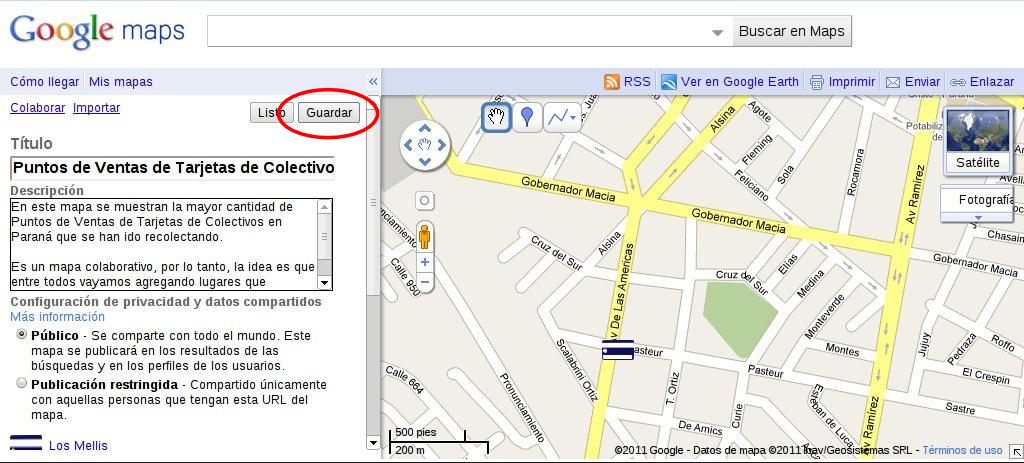 Google maps
Buscar en Maps
Cómo llegar Mis mapas
RSS Ver en Google Earth Imprimir Enviar Enlazar
Colaborar Importar
Listo Guardar
Título
Puntos de Ventas de Tarjetas de Colectivo
Descripción
En este mapa se muestran la mayor cantidad de
Puntos de Ventas de Tarjetas de Colectivos en
Paraná que se han ido recolectando.
Es un mapa colaborativo, por lo tanto, la idea es que
entre todos vayamos agregando lugares que
Configuración de privacidad y datos compartidos
Más información
Público - Se comparte con todo el mundo. Este
mapa se publicará en los resultados de las
búsquedas y en los perfiles de los usuarios.
Publicación restringida - Compartido únicamente
con aquellas personas que tengan esta URL del
mapa.
Los Mellis
Satélite
Fotografía
Agote
Fleming
Sola
Alsina
Feliciano
Rocamora
Av Ramírez
Potabiliz
Gobernador Macia
Gobernador Macia
Gobernador Macia
Alsina
Cruz del Sur
Cruz del Sur
Elias
Medina
Monteverde
Chasain
Calle 950
Av De Las Americas
Pasteur
Pasteur
Montes
Scalabrini Ortiz
Pronunciamiento
Calle 664
T. Ortiz
Curie
De Amics
Esteban de Luca
Av Ramírez
Jujuy
Pedraza
Roffo
El Crespin
Sastre
500 pies
200 m
©2011 Google - Datos de mapa ©2011 Inav/Geosistemas SRL - Términos de uso